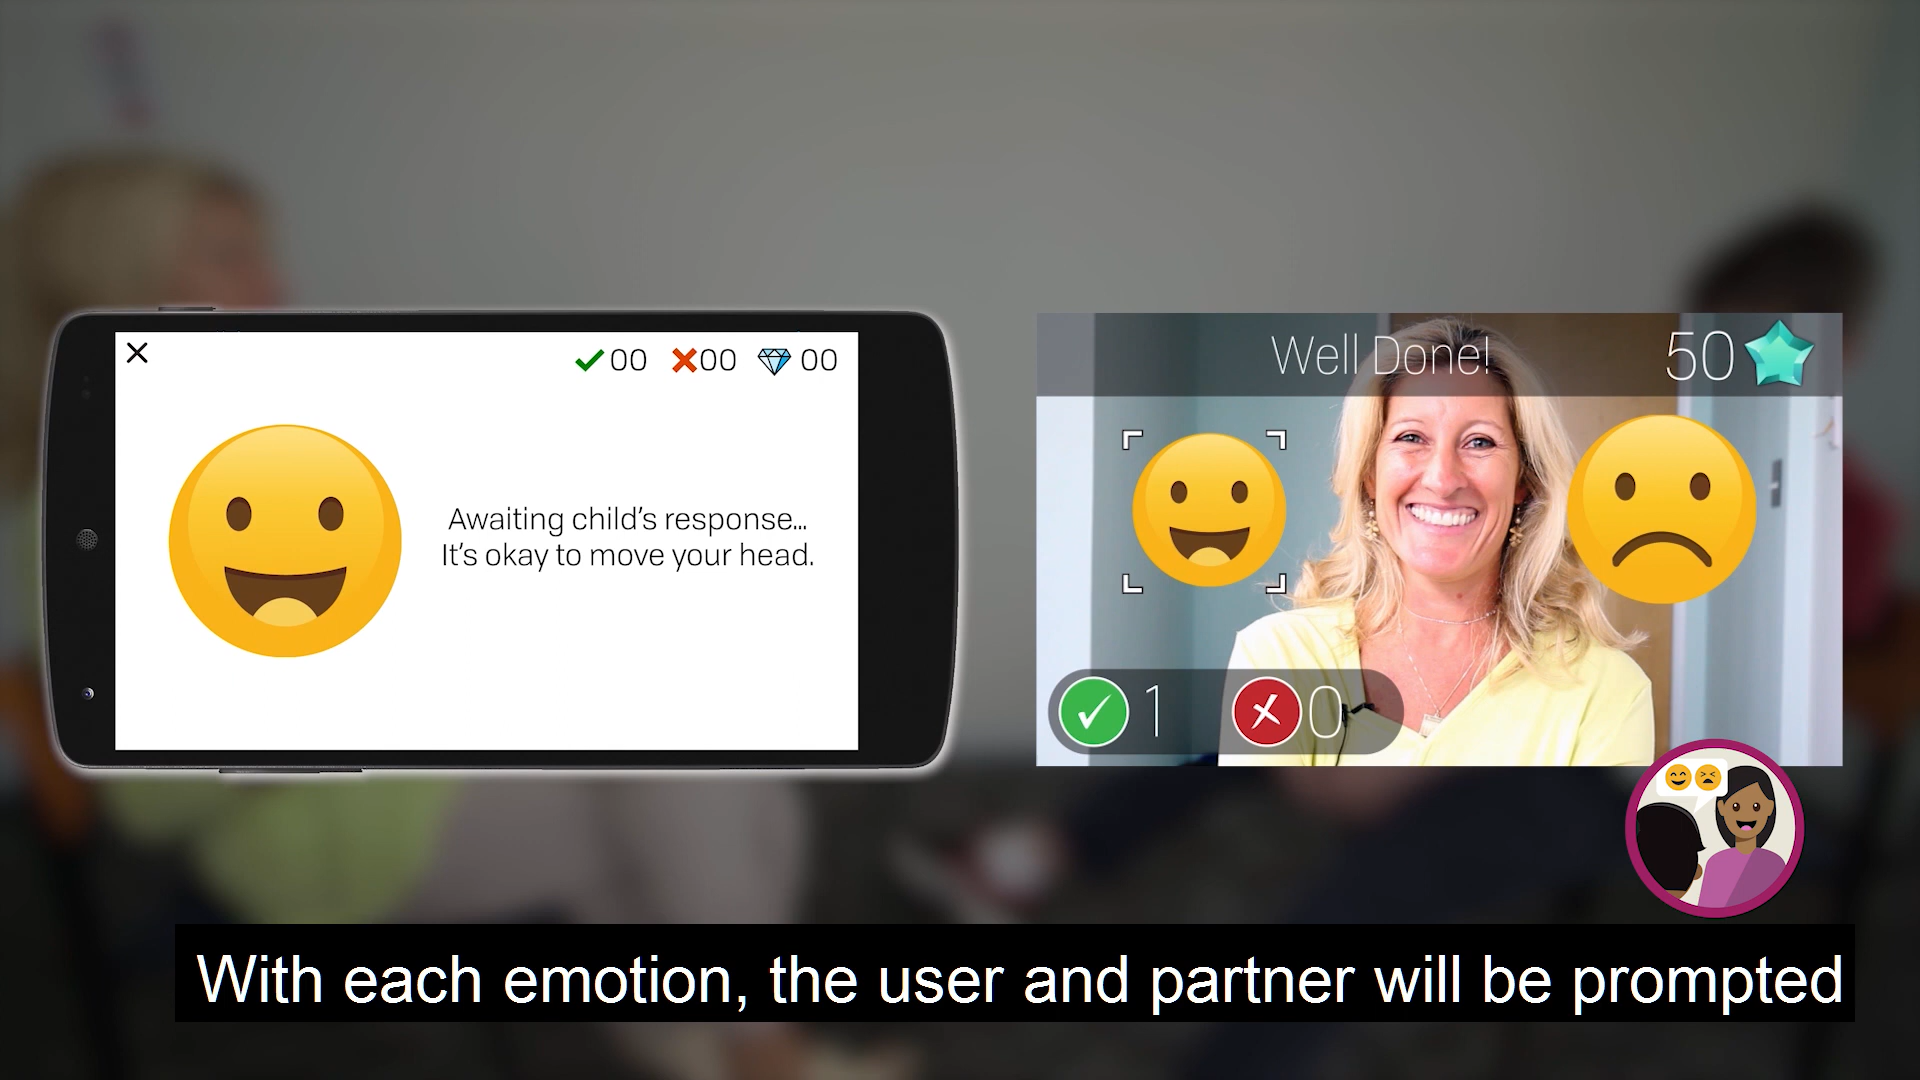 00 00 00
Awaiting child's response...
It's okay to move your head.
Well Done! 50
1 0
With each emotion, the user and partner will be prompted